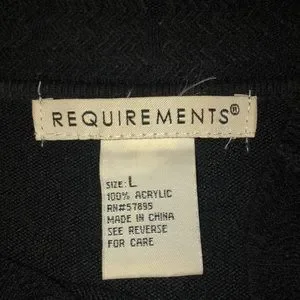 REQUIREMENTS®
SIZE: L
100% ACRYLIC
RN#57895
MADE IN CHINA
SEE REVERSE
FOR CARE